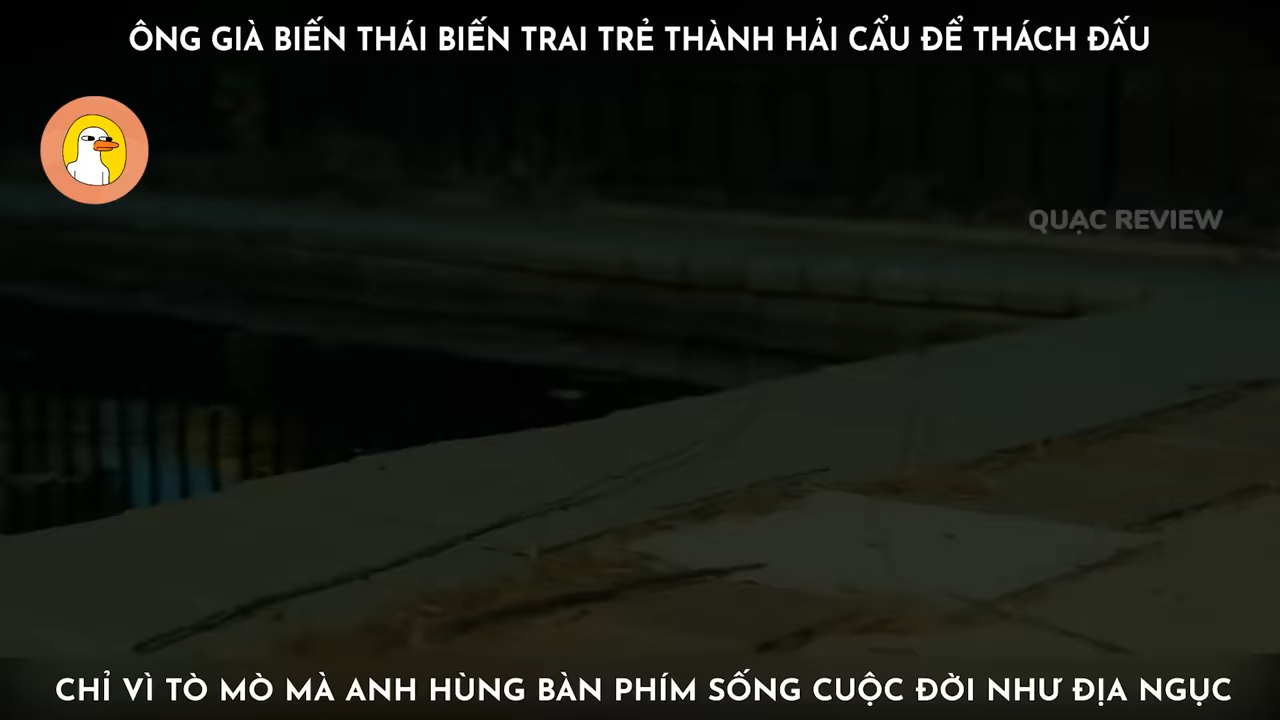 ÔNG GIÀ BIẾN THÁI BIẾN TRAI TRẺ THÀNH HẢI CẨU ĐỂ THÁCH ĐẤU
QUẠC REVIEW
CHỈ VÌ TÒ MÒ MÀ ANH HÙNG BÀN PHÍM SỐNG CUỘC ĐỜI NHƯ ĐỊA NGỤC